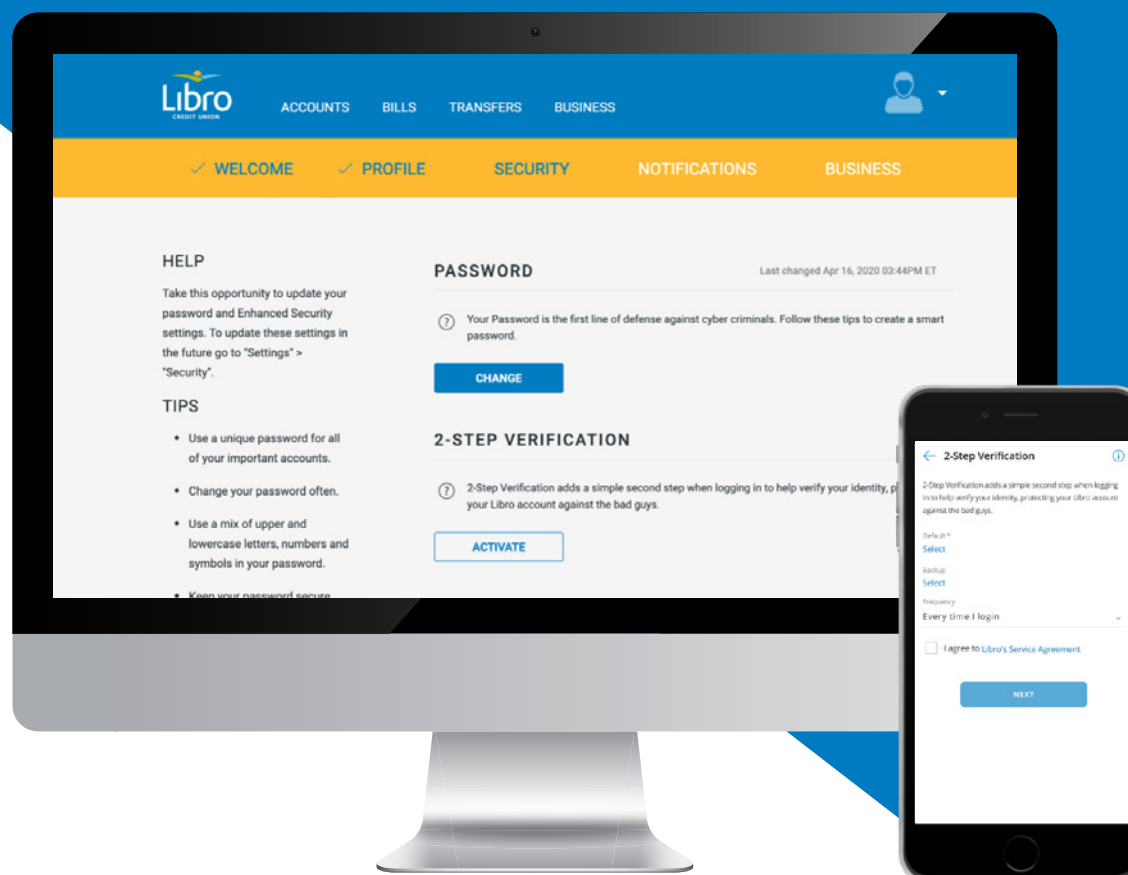 Libro
CREDIT UNION
ACCOUNTS BILLS TRANSFERS BUSINESS
WELCOME PROFILE SECURITY NOTIFICATIONS BUSINESS
HELP
Take this opportunity to update your
password and Enhanced Security
settings. To update these settings in
the future go to "Settings" >
"Security".
TIPS
• Use a unique password for all
of your important accounts.
• Change your password often.
• Use a mix of upper and
lowercase letters, numbers and
symbols in your password.
• Keep your password secure
PASSWORD Last changed Apr 16, 2020 03:44PM ET
Your Password is the first line of defense against cyber criminals. Follow these tips to create a smart
password.
CHANGE
2-STEP VERIFICATION
2-Step Verification adds a simple second step when logging in to help verify your identity, p
your Libro account against the bad guys.
ACTIVATE
2-Step Verification
2-Step Verification adds a simple second step when logging
in to help verify your identity, protecting your Libro account
against the bad guys.
Default *
Select
Backup
Select
Frequency
Every time I login
I agree to Libro's Service Agreement
NEXT